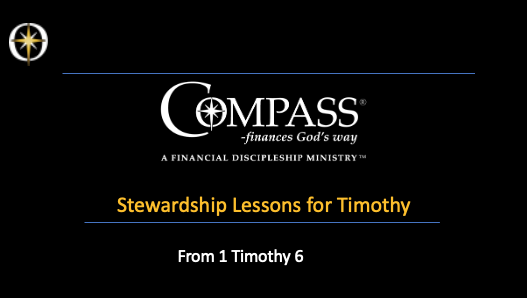 COMPASS®
-finances God's way
A FINANCIAL DISCIPLESHIP MINISTRY™
Stewardship Lessons for Timothy
From 1 Timothy 6